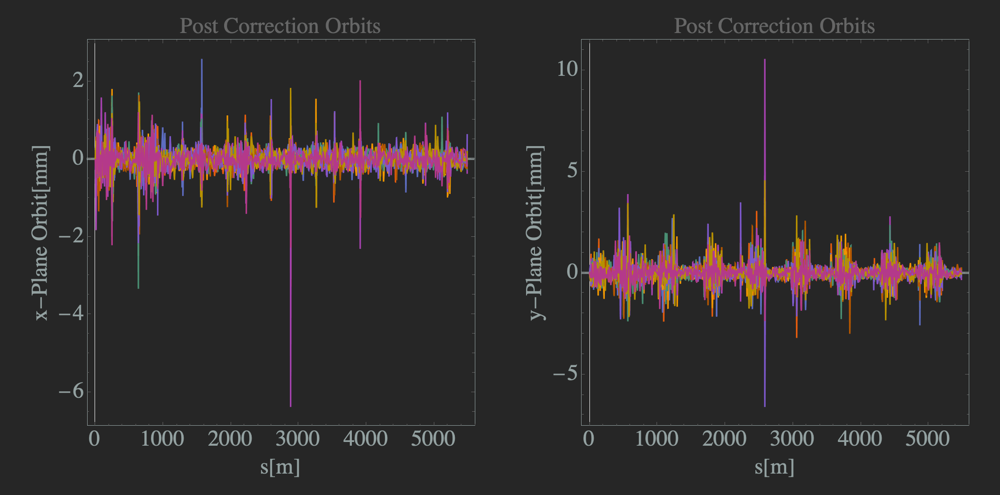 Post Correction Orbits
x-Plane Orbit[mm]
2
0
−2
−4
−6
0 1000 2000 3000 4000 5000
s[m]
Post Correction Orbits
y-Plane Orbit[mm]
10
5
0
−5
0 1000 2000 3000 4000 5000
s[m]